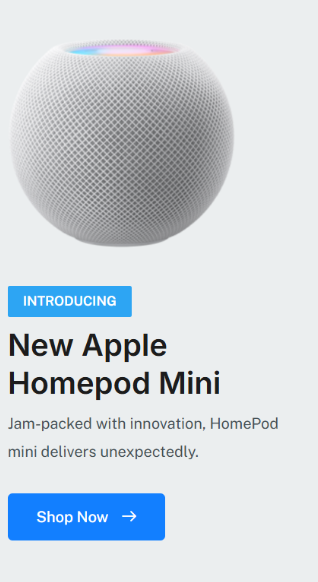 INTRODUCING
New Apple
Homepod Mini
Jam-packed with innovation, HomePod
mini delivers unexpectedly.
Shop Now →